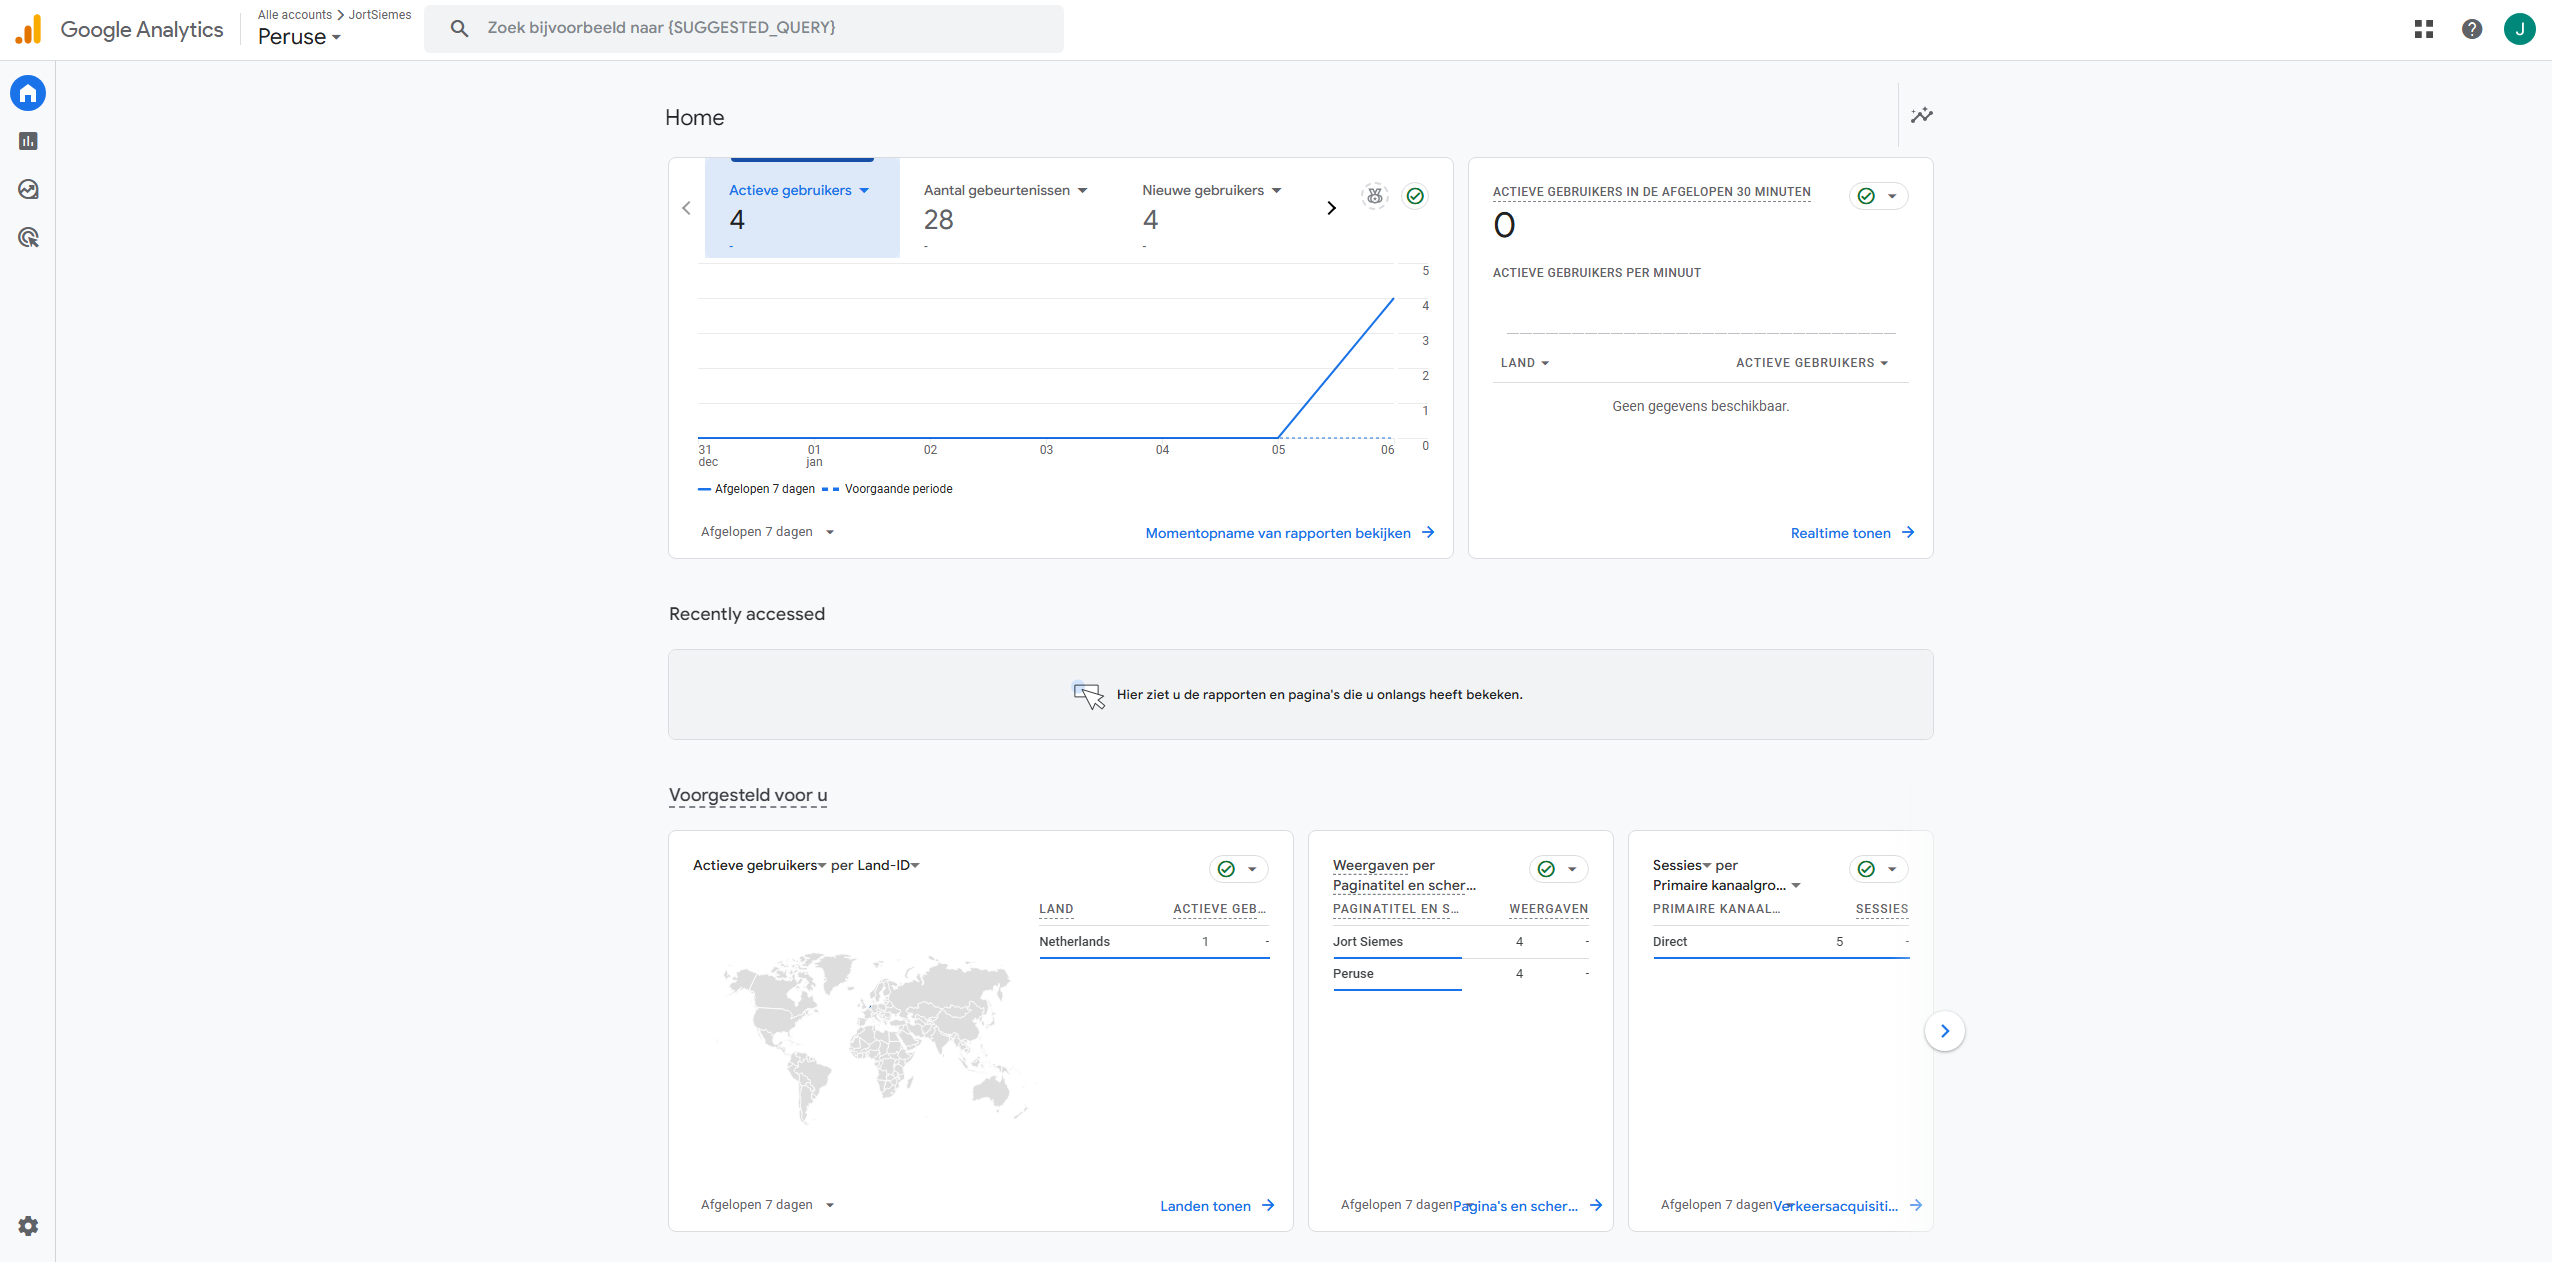 Google Analytics
Alle accounts > JortSiemes
Peruse
Zoek bijvoorbeeld naar {SUGGESTED_QUERY}
J
Home
Actieve gebruikers
4
-
Aantal gebeurtenissen
28
-
Nieuwe gebruikers
4
-
5
4
3
2
1
0
31 dec
01 jan
02
03
04
05
06
Afgelopen 7 dagen
Voorgaande periode
Afgelopen 7 dagen
Momentopname van rapporten bekijken
ACTIEVE GEBRUIKERS IN DE AFGELOPEN 30 MINUTEN
0
ACTIEVE GEBRUIKERS PER MINUUT
LAND
ACTIEVE GEBRUIKERS
Geen gegevens beschikbaar.
Realtime tonen
Recently accessed
Hier ziet u de rapporten en pagina's die u onlangs heeft bekeken.
Voorgesteld voor u
Actieve gebruikers per Land-ID
LAND ACTIEVE GEB...
Netherlands 1 -
Afgelopen 7 dagen
Landen tonen
Weergaven per
Paginatitel en scher...
PAGINATITEL EN S... WEERGAVEN
Jort Siemes 4 -
Peruse 4 -
Afgelopen 7 dagen
Pagina's en scher...
Sessies per
Primaire kanaalgro...
PRIMAIRE KANAAL... SESSIES
Direct 5 -
Afgelopen 7 dagen
Verkeersacquisiti...